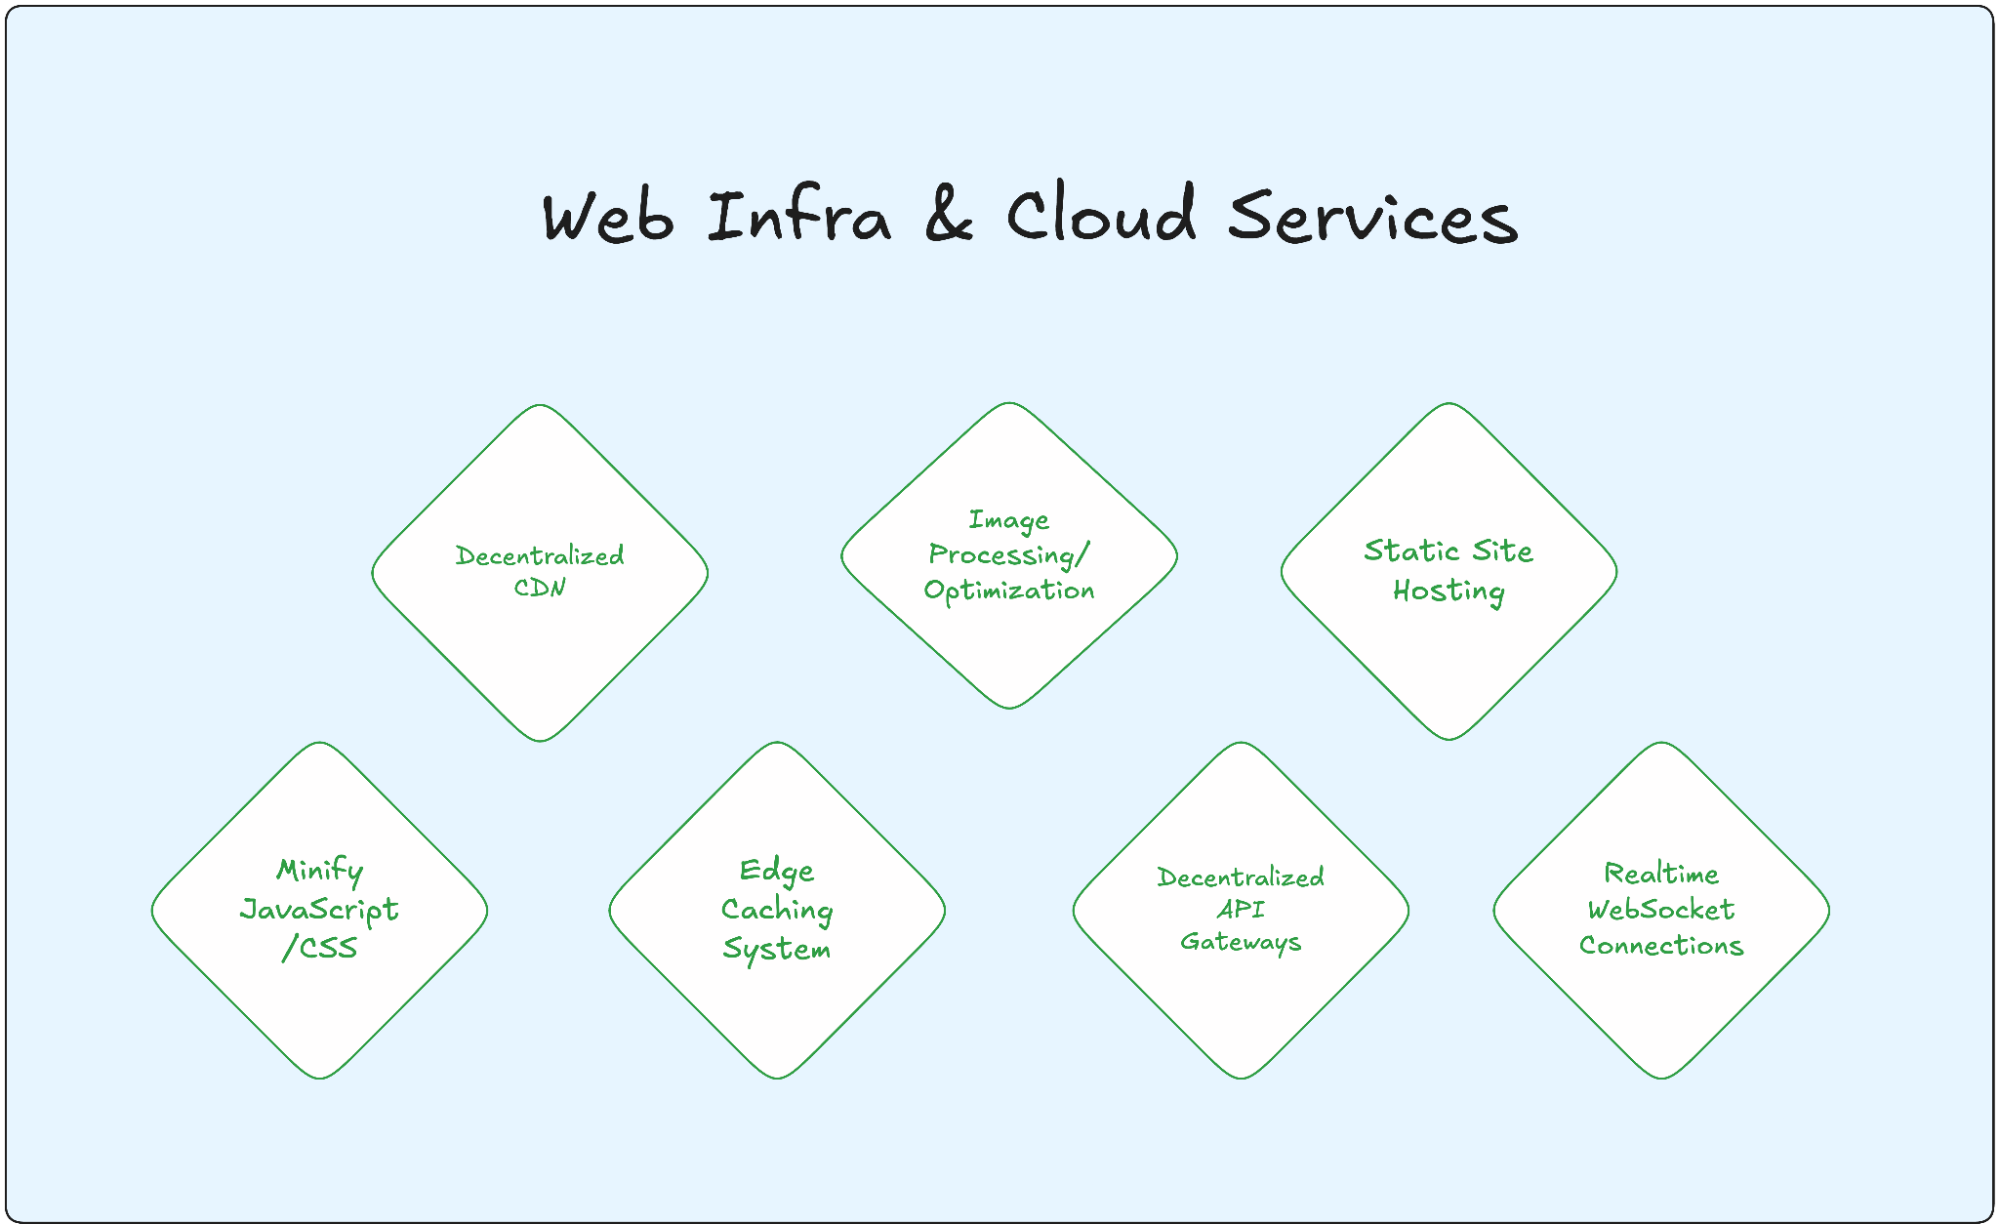 Web Infra & Cloud Services
Decentralized
CDN
Image
Processing/
Optimization
Static Site
Hosting
Minify
JavaScript
/CSS
Edge
Caching
System
Decentralized
API
Gateways
Realtime
WebSocket
Connections